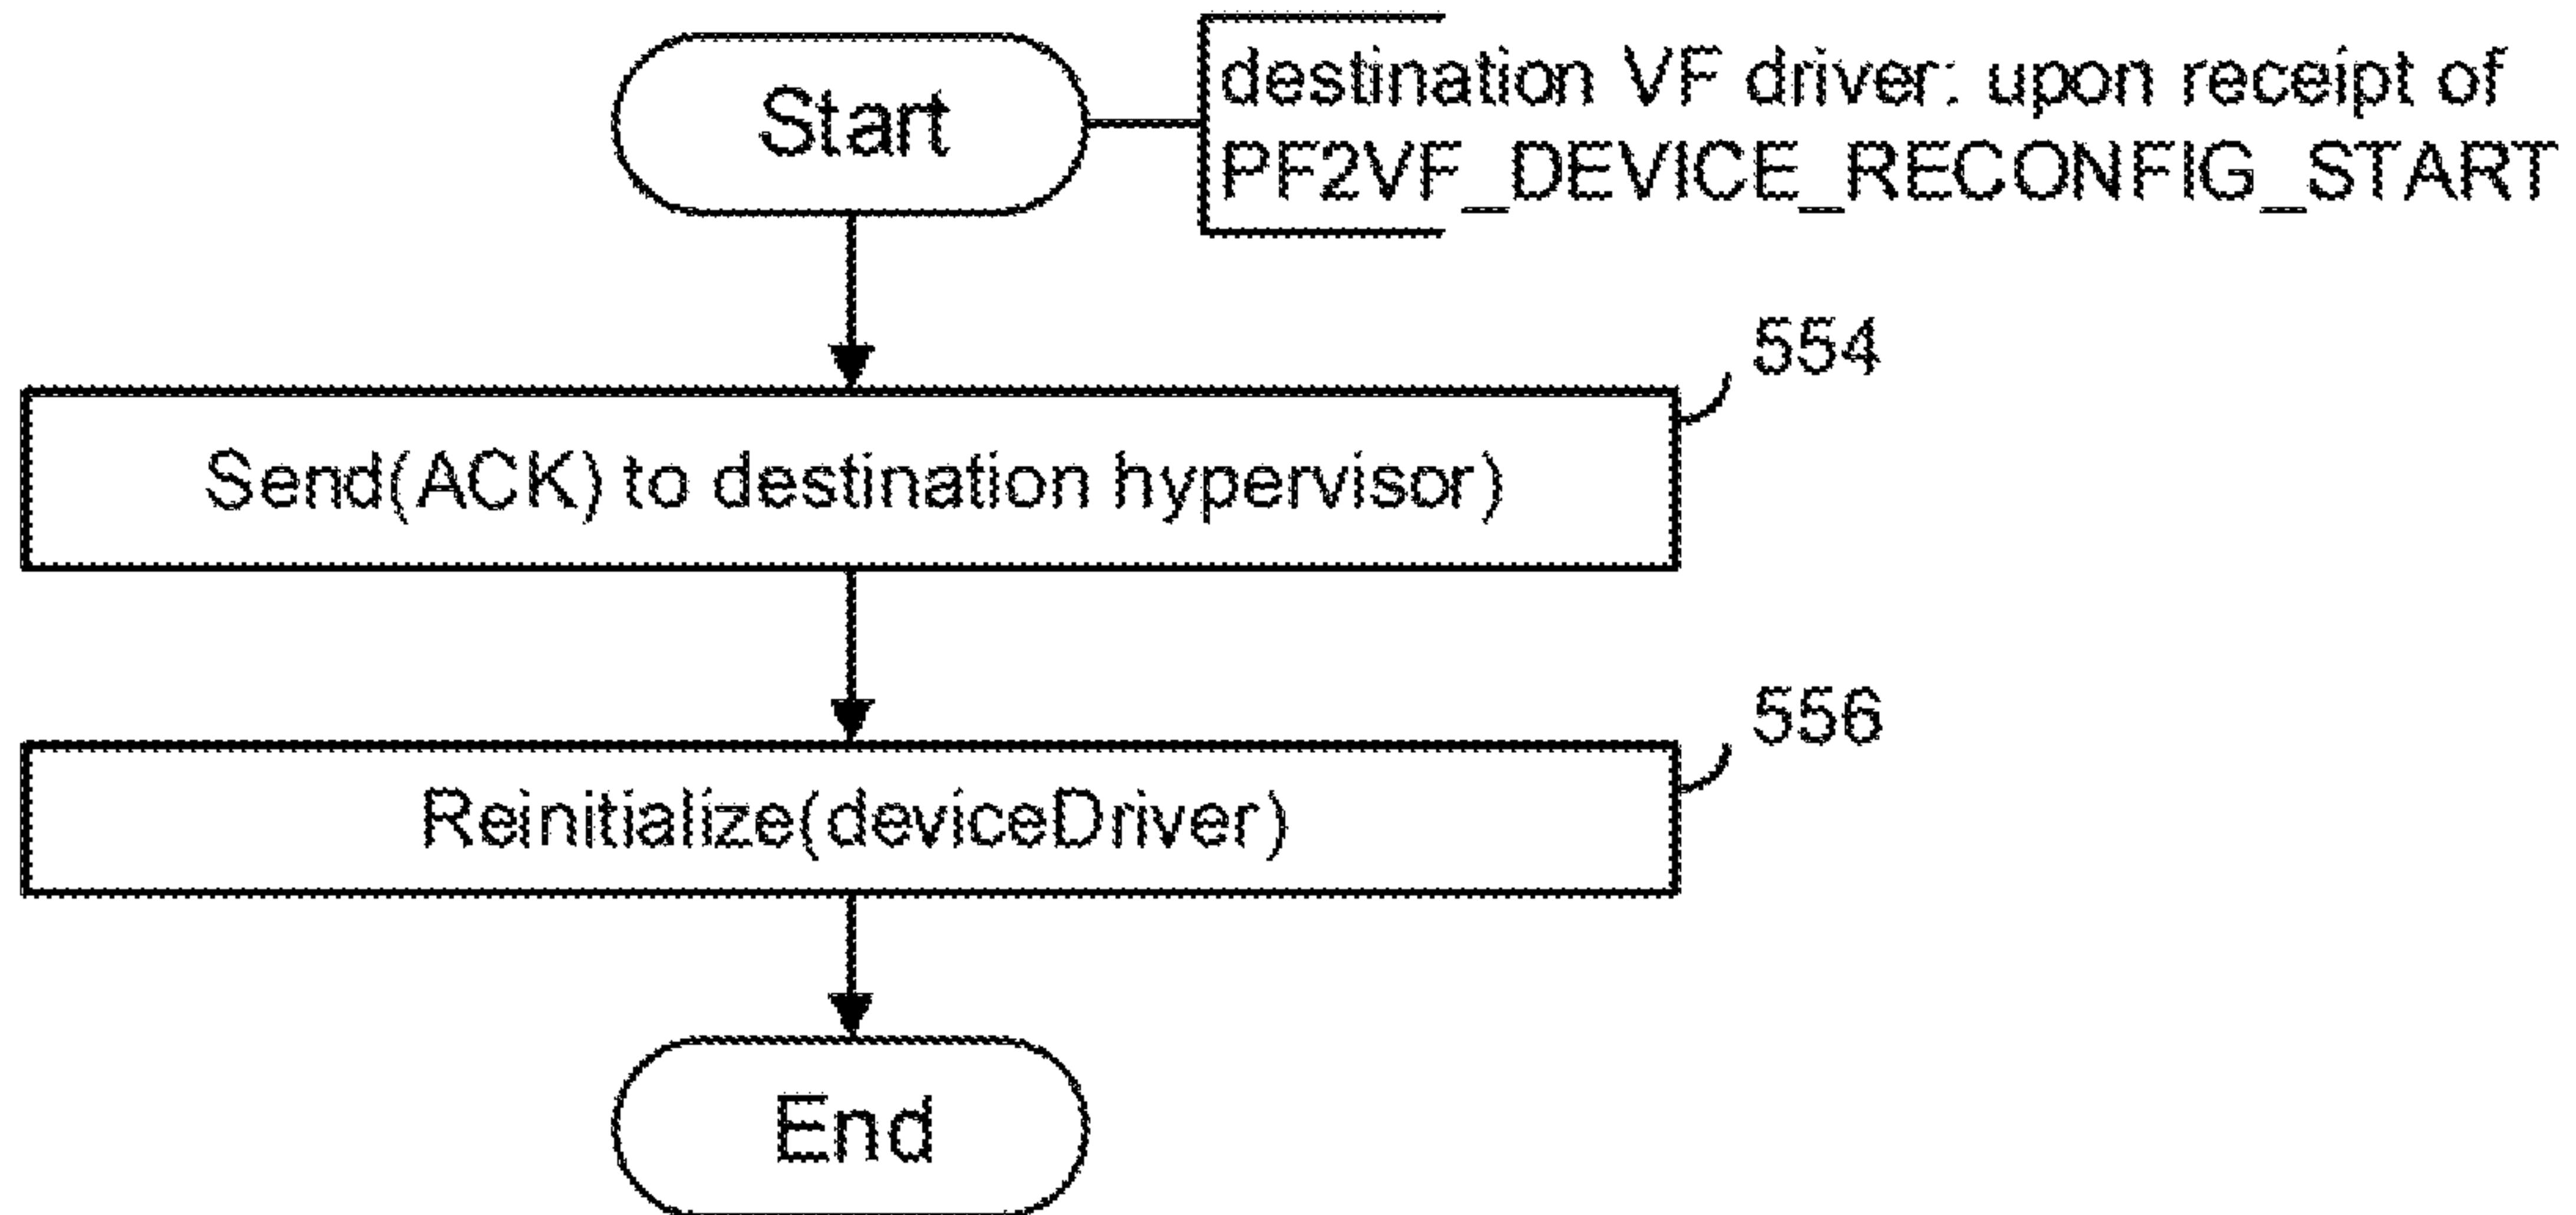 Start
destination VF driver: upon receipt of
PF2VF_DEVICE_RECONFIG_START
554
Send(ACK) to destination hypervisor)
556
Reinitialize(deviceDriver)
End